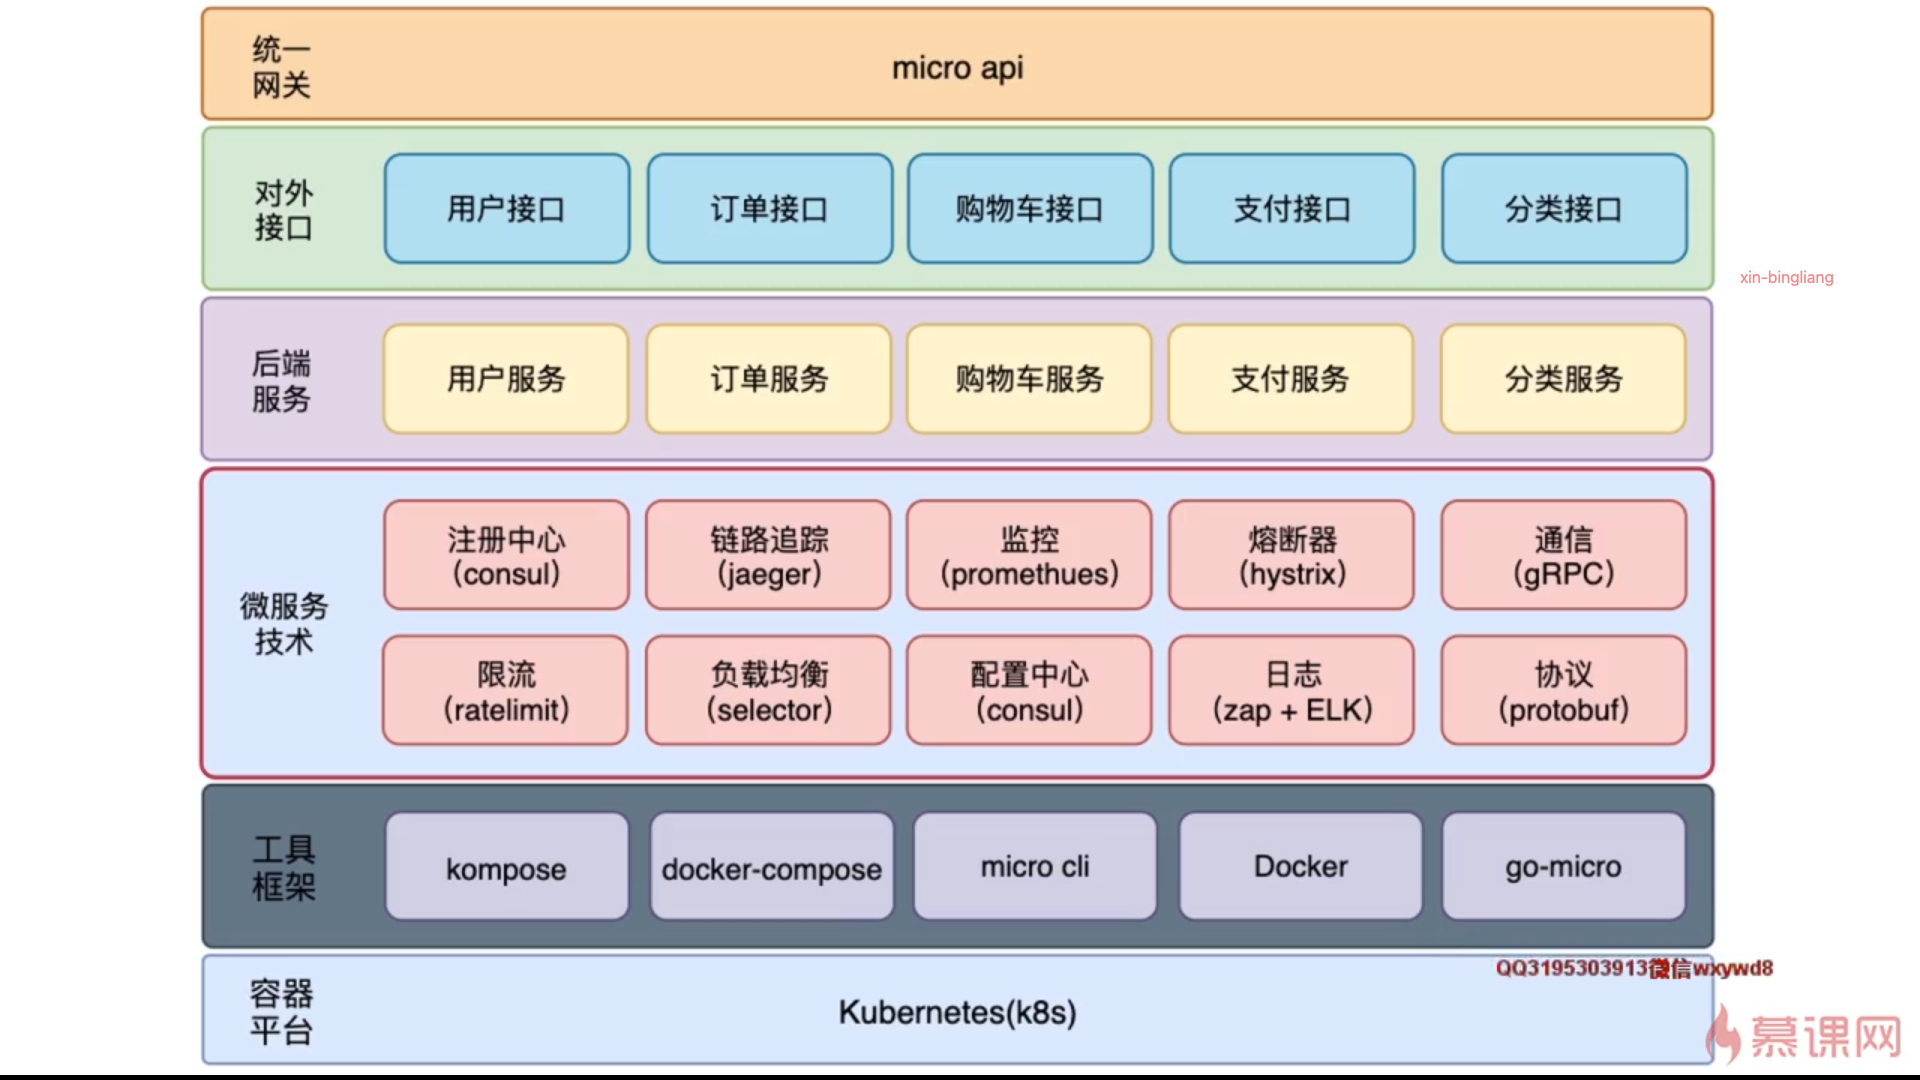 统一
网关
micro api
对外
接口
用户接口
订单接口
购物车接口
支付接口
分类接口
xin-bingliang
后端
服务
用户服务
订单服务
购物车服务
支付服务
分类服务
微服务
技术
注册中心
(consul)
链路追踪
(jaeger)
监控
(promethues)
熔断器
(hystrix)
通信
(gRPC)
限流
(ratelimit)
负载均衡
(selector)
配置中心
(consul)
日志
(zap + ELK)
协议
(protobuf)
工具
框架
kompose
docker-compose
micro cli
Docker
go-micro
容器
平台
Kubernetes(k8s)
QQ3195303913微信wxywd8
慕课网